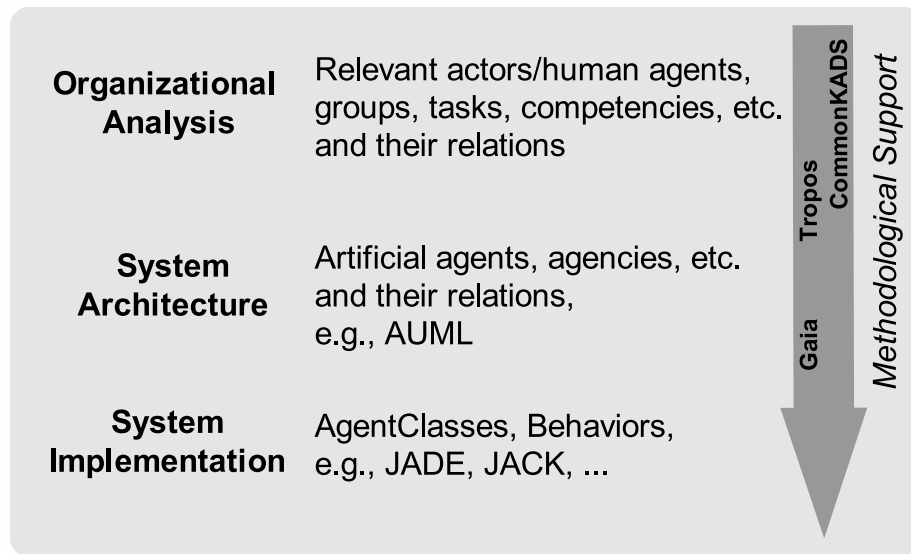 Organizational
Analysis
Relevant actors/human agents,
groups, tasks, competencies, etc.
and their relations
System
Architecture
Artificial agents, agencies, etc.
and their relations,
e.g., AUML
System
Implementation
AgentClasses, Behaviors,
e.g., JADE, JACK, ...
CommonKADS
Tropos
Gaia
Methodological Support